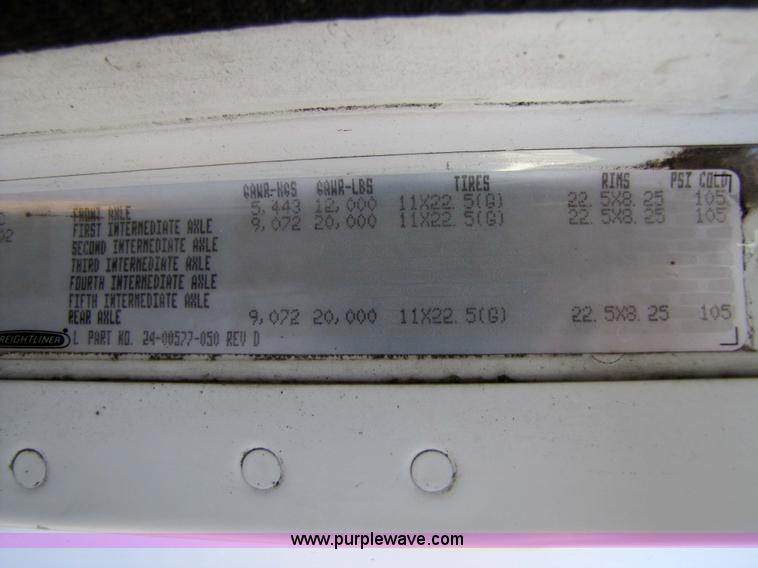 GAWR-KGS GAWR-LBS TIRES RIMS PSI COLD
FRONT AXLE 5,443 12,000 11X22.5(G) 22.5X8.25 105
FIRST INTERMEDIATE AXLE 9,072 20,000 11X22.5(G) 22.5X8.25 105
SECOND INTERMEDIATE AXLE
THIRD INTERMEDIATE AXLE
FOURTH INTERMEDIATE AXLE
FIFTH INTERMEDIATE AXLE
REAR AXLE 9,072 20,000 11X22.5(G) 22.5X8.25 105
REIGHTLINER L PART NO. 24-00577-050 REV D
www.purplewave.com